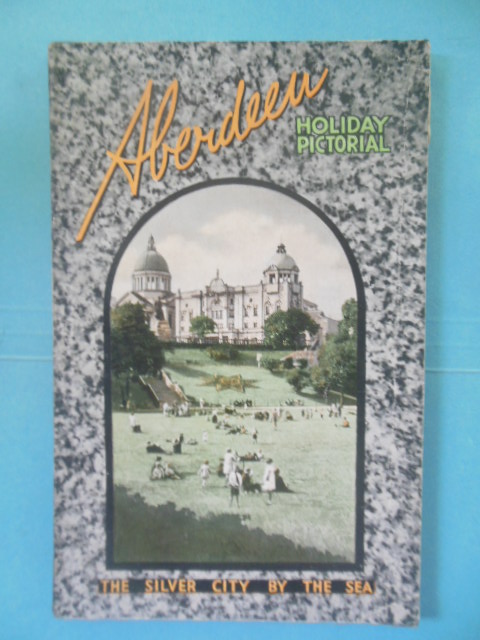 Aberdeen
HOLIDAY
PICTORIAL
THE SILVER CITY BY THE SEA